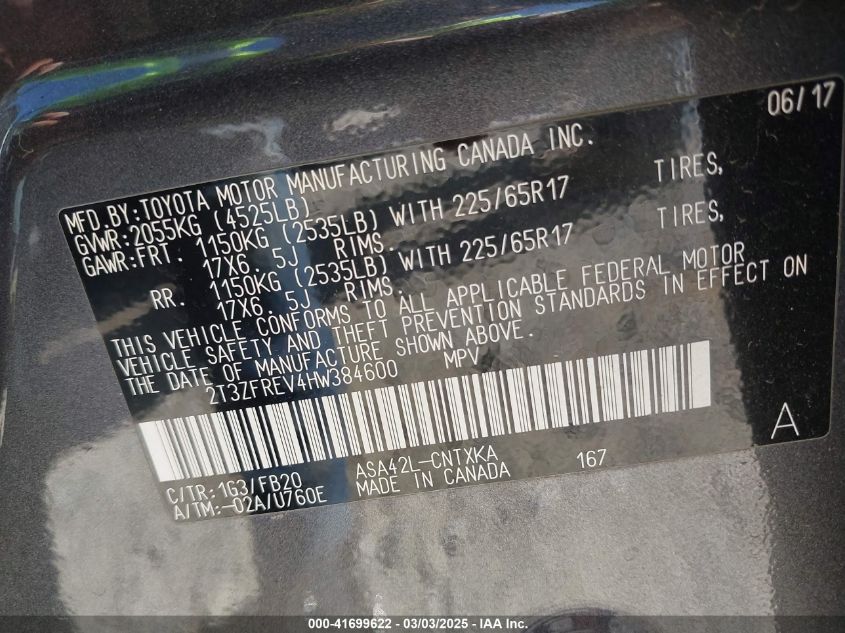 06/17
MFD.BY:TOYOTA MOTOR MANUFACTURING CANADA INC.
GVWR:2055KG (4525LB)
GAWR:FRT. 1150KG (2535LB) WITH 225/65R17 TIRES,
17X6.5J RIMS.
RR. 1150KG (2535LB) WITH 225/65R17 TIRES,
17X6.5J RIMS.
THIS VEHICLE CONFORMS TO ALL APPLICABLE FEDERAL MOTOR
VEHICLE SAFETY AND THEFT PREVENTION STANDARDS IN EFFECT ON
THE DATE OF MANUFACTURE SHOWN ABOVE.
2T3ZFREV4HW384600 MPV
A
C/TR:1G3/FB20 ASA42L-CNTXKA 167
A/TM:-02A/U760E MADE IN CANADA
000-41699622 - 03/03/2025 - IAA Inc.